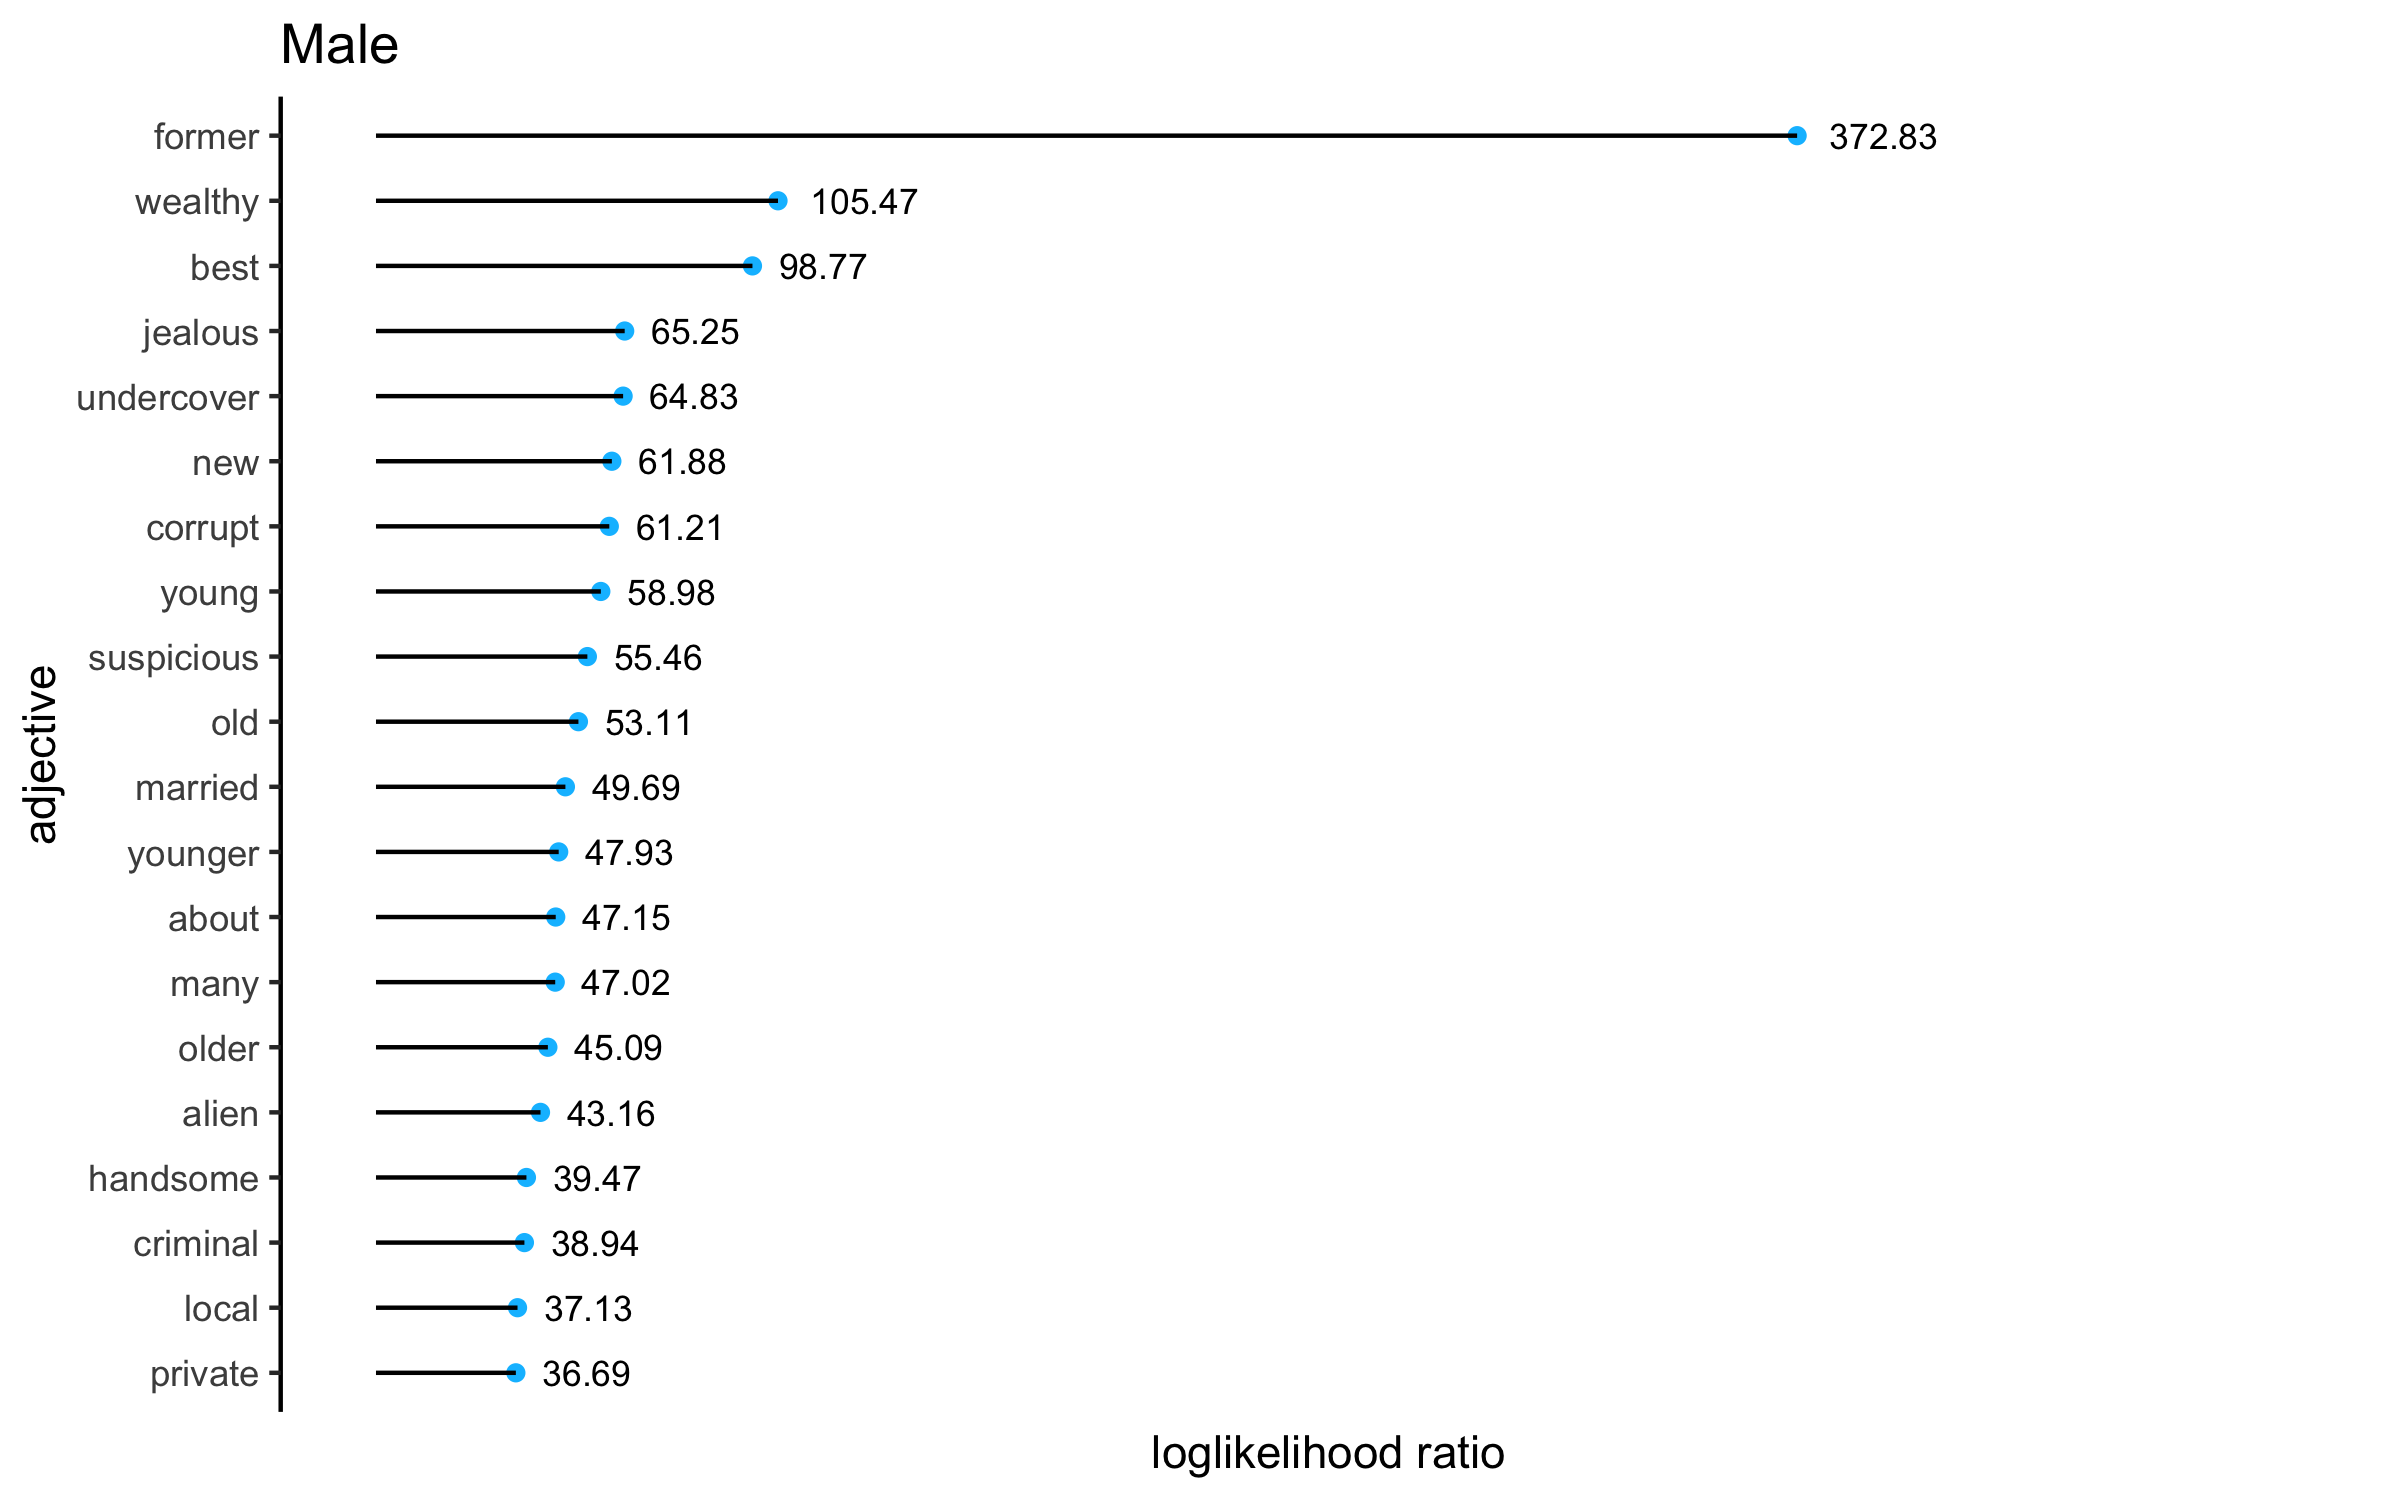 Male
former 372.83
wealthy 105.47
best 98.77
jealous 65.25
undercover 64.83
new 61.88
corrupt 61.21
young 58.98
suspicious 55.46
old 53.11
married 49.69
younger 47.93
about 47.15
many 47.02
older 45.09
alien 43.16
handsome 39.47
criminal 38.94
local 37.13
private 36.69
adjective
loglikelihood ratio